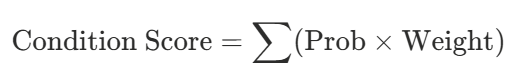 Condition Score = ∑(Prob × Weight)